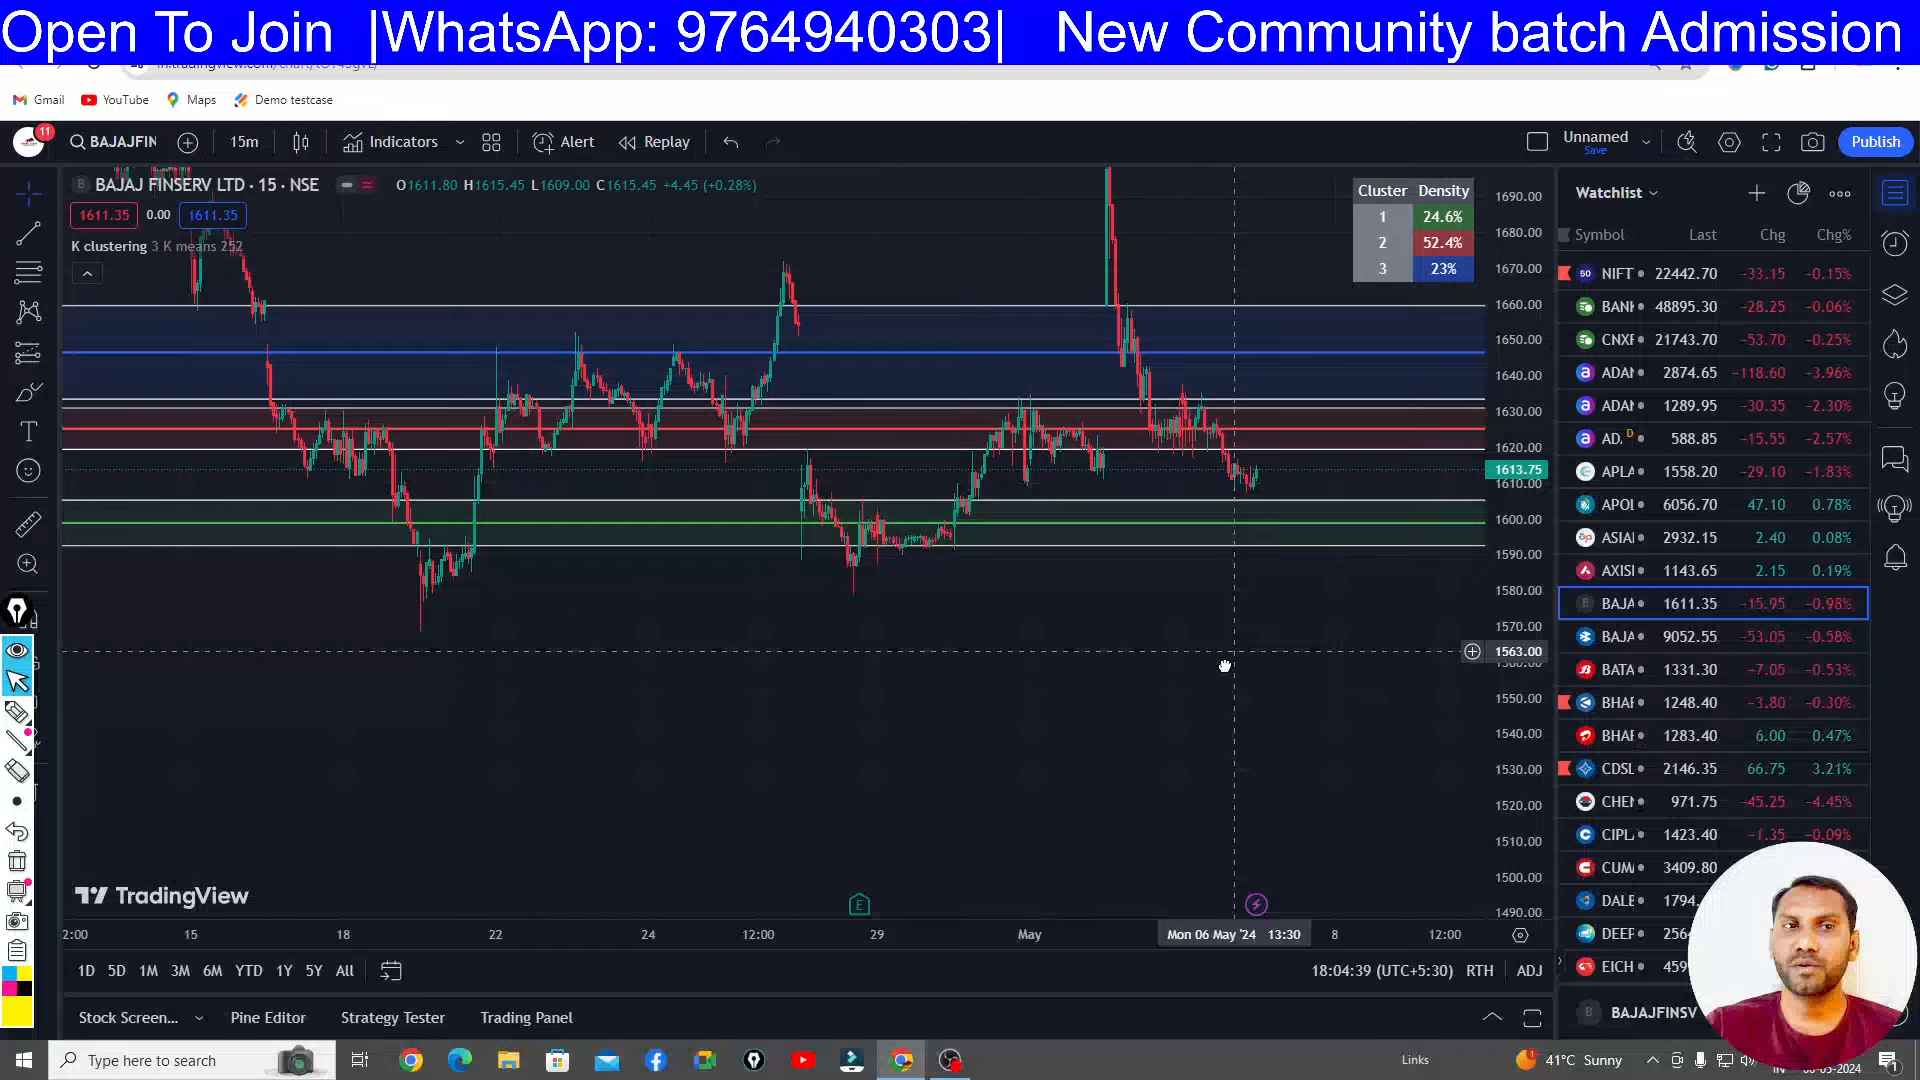 Open To Join |WhatsApp: 9764940303| New Community batch Admission
Gmail YouTube Maps Demo testcase
11 BAJAJFIN 15m Indicators Alert Replay Unnamed Save Publish
BAJAJ FINSERV LTD · 15 · NSE O1611.80 H1615.45 L1609.00 C1615.45 +4.45 (+0.28%)
1611.35 0.00 1611.35
K clustering 3 K means 252
Cluster Density
1 24.6%
2 52.4%
3 23%
1690.00
1680.00
1670.00
1660.00
1650.00
1640.00
1630.00
1620.00
1613.75
1610.00
1600.00
1590.00
1580.00
1570.00
1563.00
1560.00
1550.00
1540.00
1530.00
1520.00
1510.00
1500.00
1490.00
Watchlist
Symbol Last Chg Chg%
NIFT 22442.70 -33.15 -0.15%
BANK 48895.30 -28.25 -0.06%
CNXF 21743.70 -53.70 -0.25%
ADAN 2874.65 -118.60 -3.96%
ADAN 1289.95 -30.35 -2.30%
AD. D 588.85 -15.55 -2.57%
APLA 1558.20 -29.10 -1.83%
APOL 6056.70 47.10 0.78%
ASIAN 2932.15 2.40 0.08%
AXISI 1143.65 2.15 0.19%
BAJA 1611.35 -15.95 -0.98%
BAJA 9052.55 -53.05 -0.58%
BATA 1331.30 -7.05 -0.53%
BHAR 1248.40 -3.80 -0.30%
BHAR 1283.40 6.00 0.47%
CDSL 2146.35 66.75 3.21%
CHEN 971.75 -45.25 -4.45%
CIPL 1423.40 -1.35 -0.09%
CUM 3409.80
DALB 1794.
DEEP 256
EICH 459
BAJAJFINSV
TradingView
E
2:00 15 18 22 24 12:00 29 May Mon 06 May '24 13:30 8 12:00
1D 5D 1M 3M 6M YTD 1Y 5Y All 18:04:39 (UTC+5:30) RTH ADJ
Stock Screen... Pine Editor Strategy Tester Trading Panel
Type here to search Links 41°C Sunny